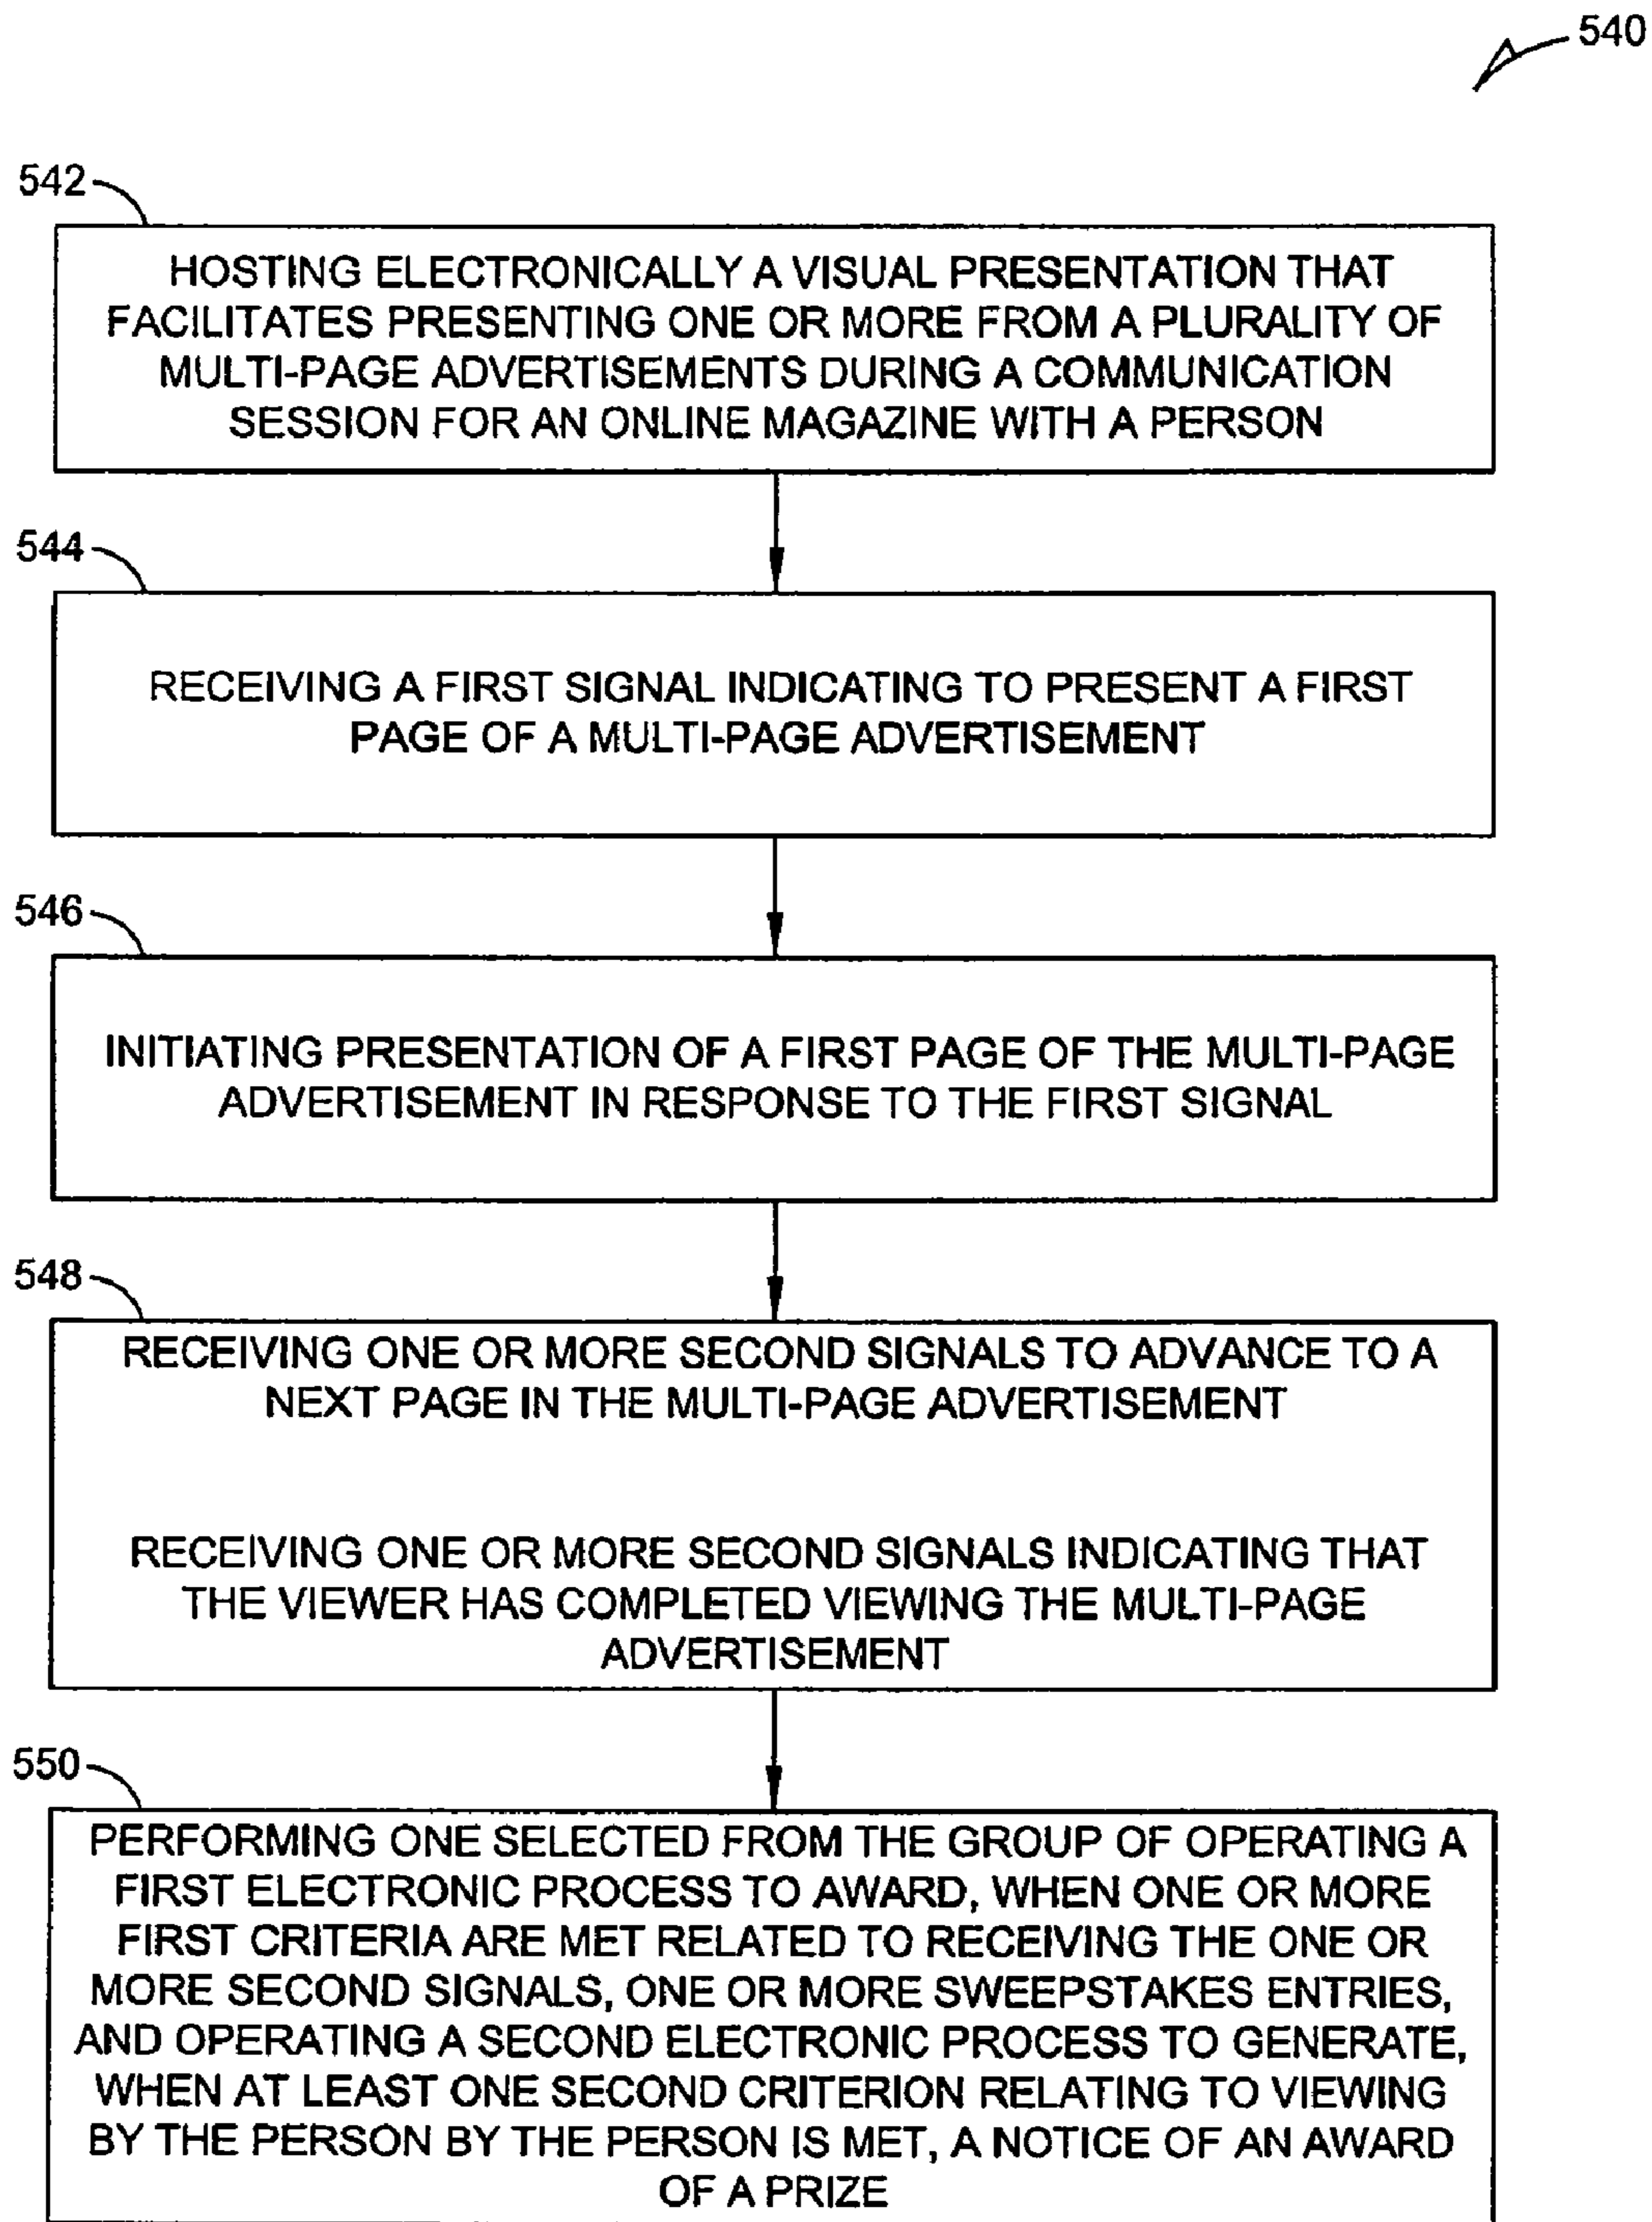 540
542
HOSTING ELECTRONICALLY A VISUAL PRESENTATION THAT
FACILITATES PRESENTING ONE OR MORE FROM A PLURALITY OF
MULTI-PAGE ADVERTISEMENTS DURING A COMMUNICATION
SESSION FOR AN ONLINE MAGAZINE WITH A PERSON
544
RECEIVING A FIRST SIGNAL INDICATING TO PRESENT A FIRST
PAGE OF A MULTI-PAGE ADVERTISEMENT
546
INITIATING PRESENTATION OF A FIRST PAGE OF THE MULTI-PAGE
ADVERTISEMENT IN RESPONSE TO THE FIRST SIGNAL
548
RECEIVING ONE OR MORE SECOND SIGNALS TO ADVANCE TO A
NEXT PAGE IN THE MULTI-PAGE ADVERTISEMENT
RECEIVING ONE OR MORE SECOND SIGNALS INDICATING THAT
THE VIEWER HAS COMPLETED VIEWING THE MULTI-PAGE
ADVERTISEMENT
550
PERFORMING ONE SELECTED FROM THE GROUP OF OPERATING A
FIRST ELECTRONIC PROCESS TO AWARD, WHEN ONE OR MORE
FIRST CRITERIA ARE MET RELATED TO RECEIVING THE ONE OR
MORE SECOND SIGNALS, ONE OR MORE SWEEPSTAKES ENTRIES,
AND OPERATING A SECOND ELECTRONIC PROCESS TO GENERATE,
WHEN AT LEAST ONE SECOND CRITERION RELATING TO VIEWING
BY THE PERSON BY THE PERSON IS MET, A NOTICE OF AN AWARD
OF A PRIZE